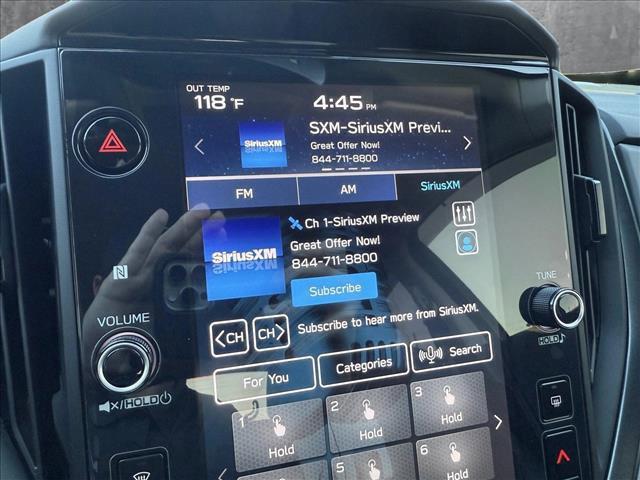 OUT TEMP
118 °F
4:45 PM
SXM-SiriusXM Previ...
Great Offer Now!
844-711-8800
SiriusXM
FM
AM
SiriusXM
Ch 1-SiriusXM Preview
Great Offer Now!
844-711-8800
SiriusXM
Subscribe
N
VOLUME
TUNE
HOLD
<CH
CH>
Subscribe to hear more from SiriusXM.
For You
Categories
Search
HOLD
1
Hold
2
Hold
3
Hold
5
6
Hold